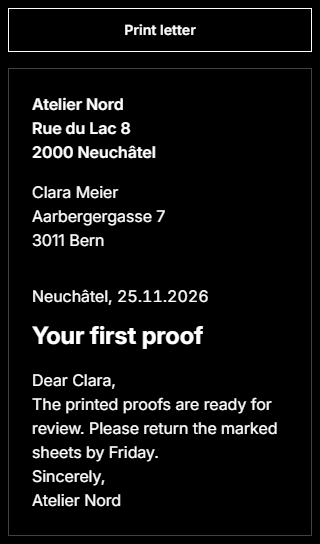 Print letter
Atelier Nord
Rue du Lac 8
2000 Neuchâtel
Clara Meier
Aarbergergasse 7
3011 Bern
Neuchâtel, 25.11.2026
Your first proof
Dear Clara,
The printed proofs are ready for
review. Please return the marked
sheets by Friday.
Sincerely,
Atelier Nord